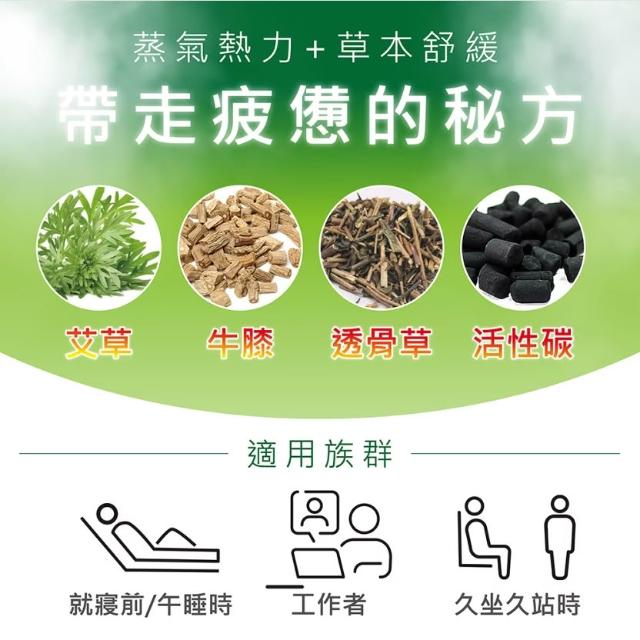 蒸氣熱力+草本舒緩
帶走疲憊的秘方
艾草 牛膝 透骨草 活性碳
適用族群
就寢前/午睡時 工作者 久坐久站時